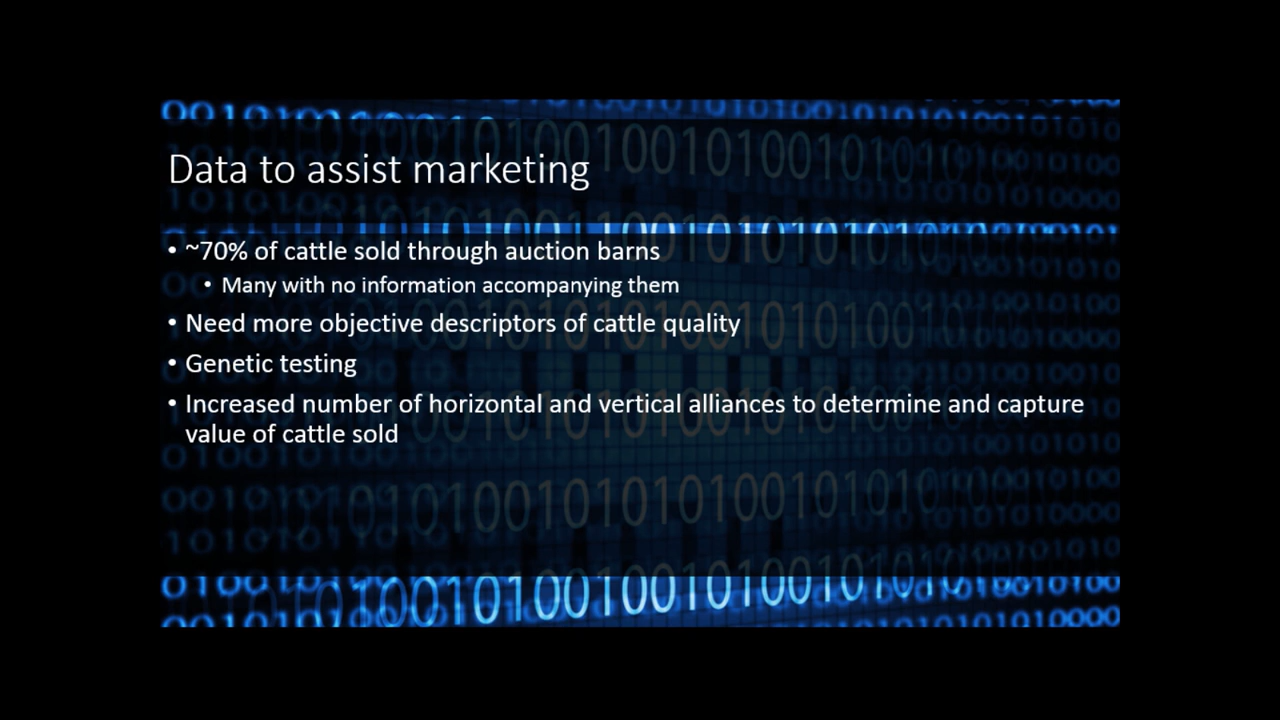 Data to assist marketing
• ~70% of cattle sold through auction barns
• Many with no information accompanying them
• Need more objective descriptors of cattle quality
• Genetic testing
• Increased number of horizontal and vertical alliances to determine and capture
value of cattle sold